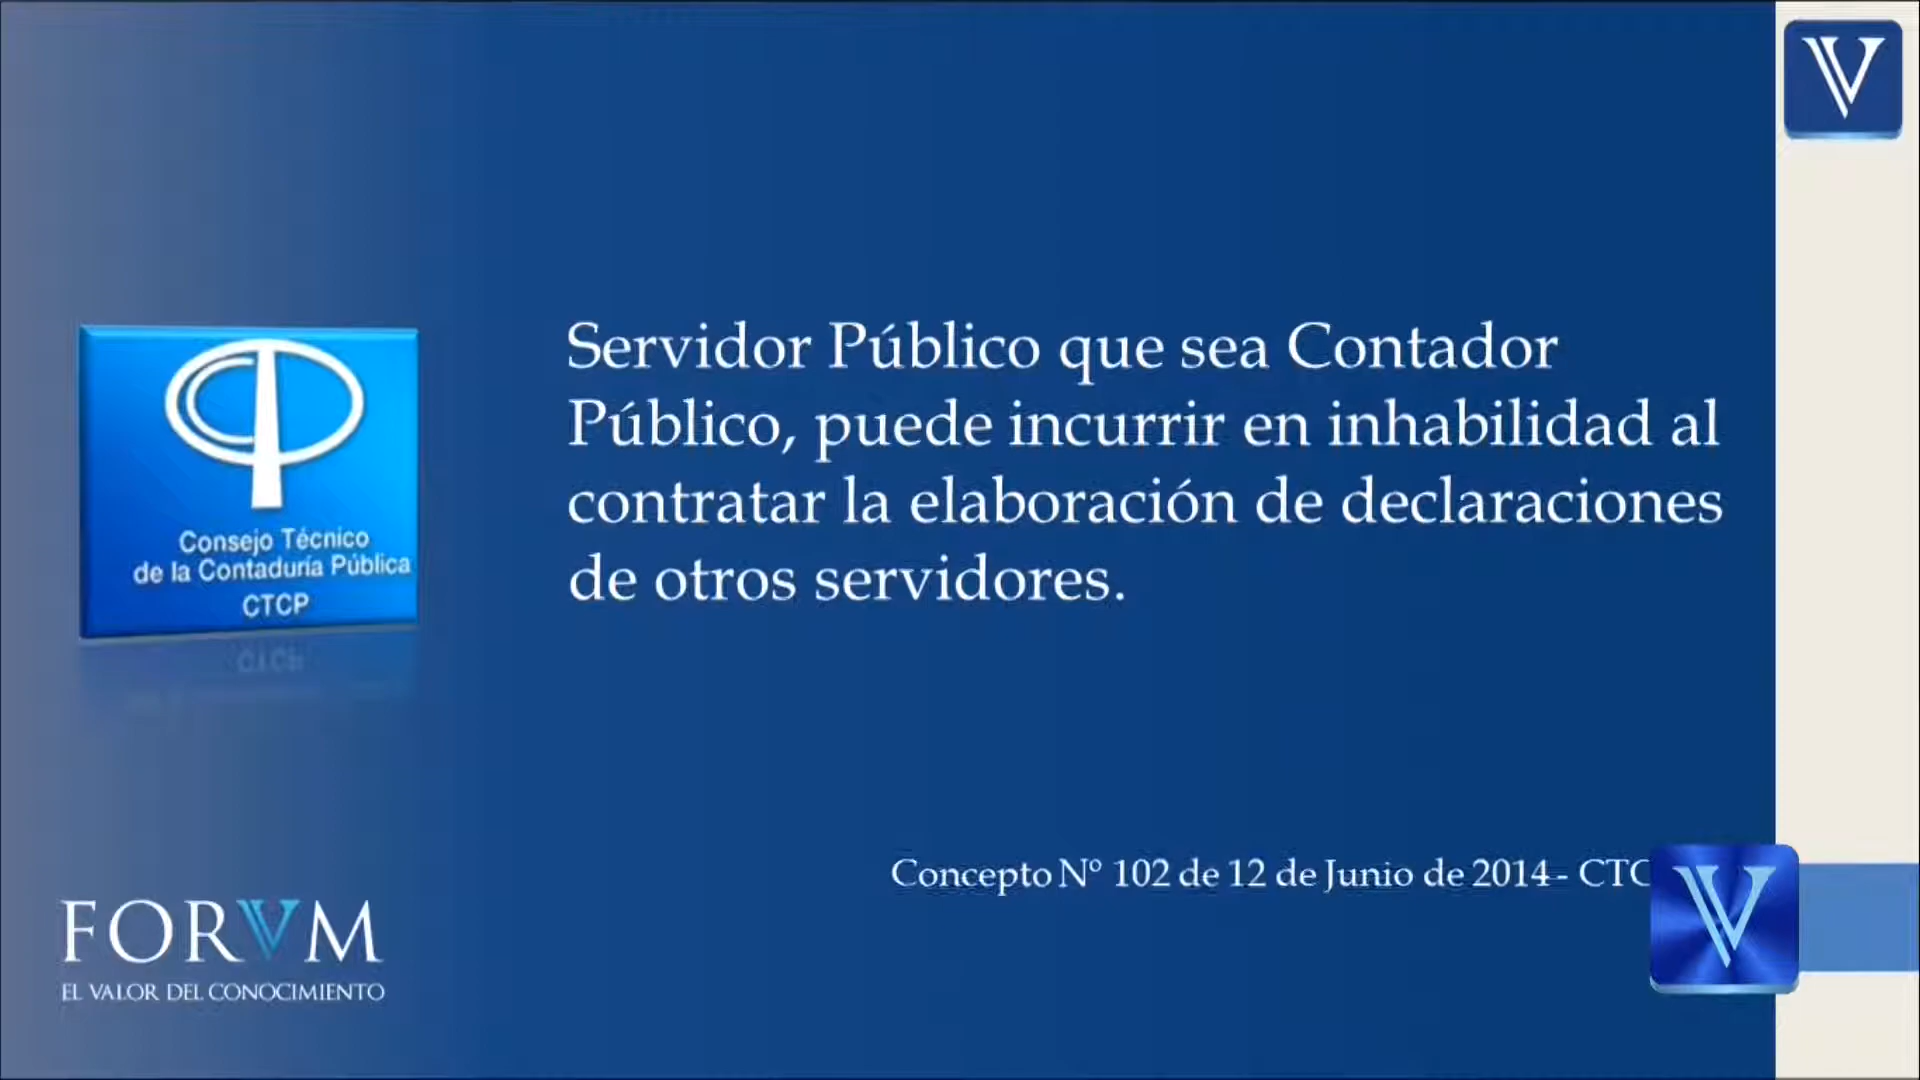 Servidor Público que sea Contador
Público, puede incurrir en inhabilidad al
contratar la elaboración de declaraciones
de otros servidores.
Consejo Técnico
de la Contaduría Pública
CTCP
Concepto Nº 102 de 12 de Junio de 2014 - CTC
FORVM
EL VALOR DEL CONOCIMIENTO
V
V